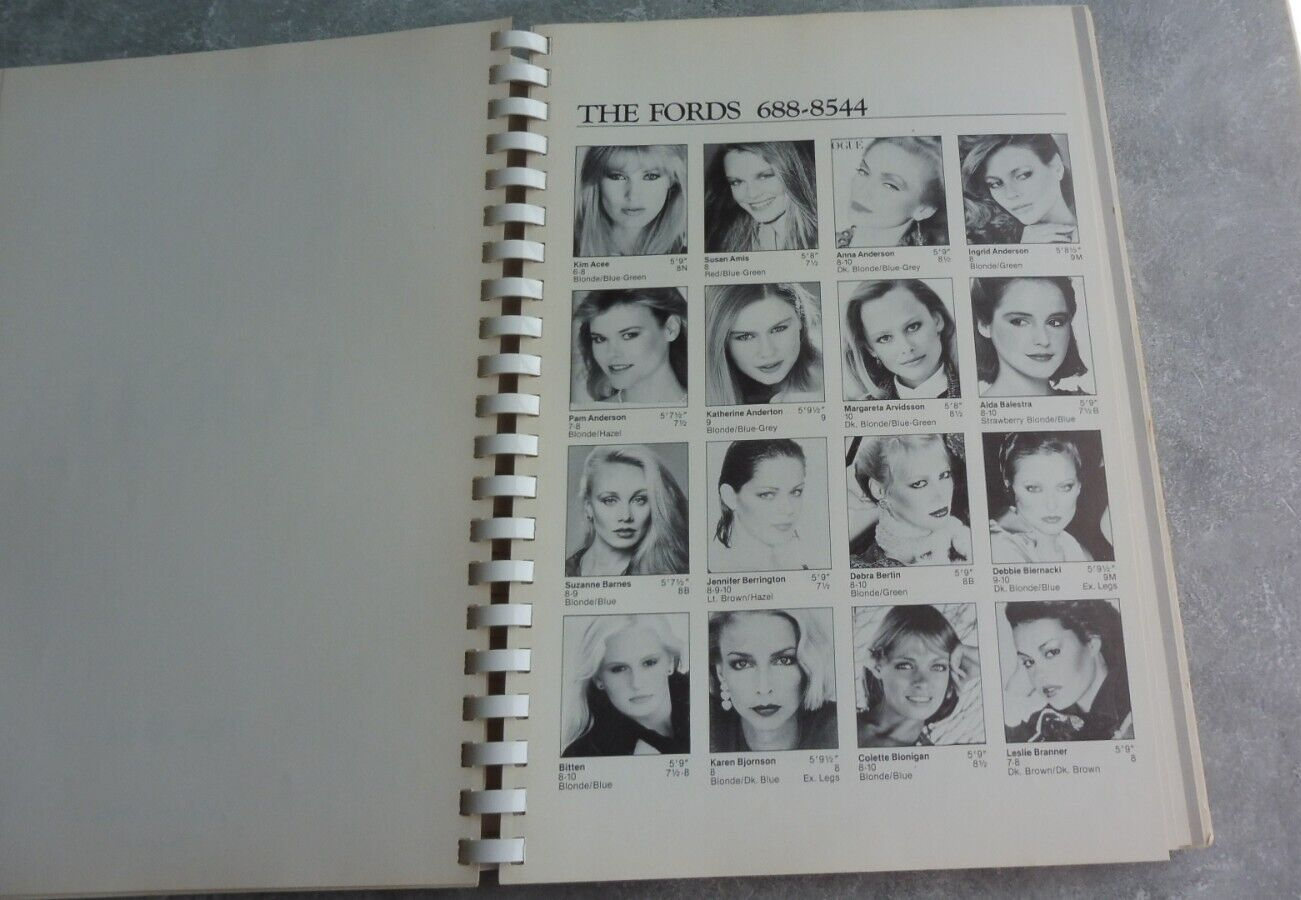 THE FORDS 688-8544
OGUE
Kim Acee 5'9"
6-8 8N
Blonde/Blue-Green
Susan Amis 5'8"
8 7½
Red/Blue-Green
Anna Anderson 5'9"
8-10 8½
Dk. Blonde/Blue-Grey
Ingrid Anderson 5'8½"
8 9M
Blonde/Green
Pam Anderson 5'7½"
7-8 7½
Blonde/Hazel
Katherine Anderton 5'9½"
9 9
Blonde/Blue-Grey
Margareta Arvidsson 5'8"
10 8½
Dk. Blonde/Blue-Green
Aida Balestra 5'9"
8-10 7½B
Strawberry Blonde/Blue
Suzanne Barnes 5'7½"
8-9 8B
Blonde/Blue
Jennifer Berrington 5'9"
8-9-10 7½
Lt. Brown/Hazel
Debra Bertin 5'9"
8-10 8B
Blonde/Green
Debbie Biernacki 5'9½"
9-10 9M
Dk. Blonde/Blue Ex. Legs
Bitten 5'9"
8-10 7½-8
Blonde/Blue
Karen Bjornson 5'9½"
8 8
Blonde/Dk. Blue Ex. Legs
Colette Bionigan 5'9"
8-10 8½
Blonde/Blue
Leslie Branner 5'9"
7-8 8
Dk. Brown/Dk. Brown